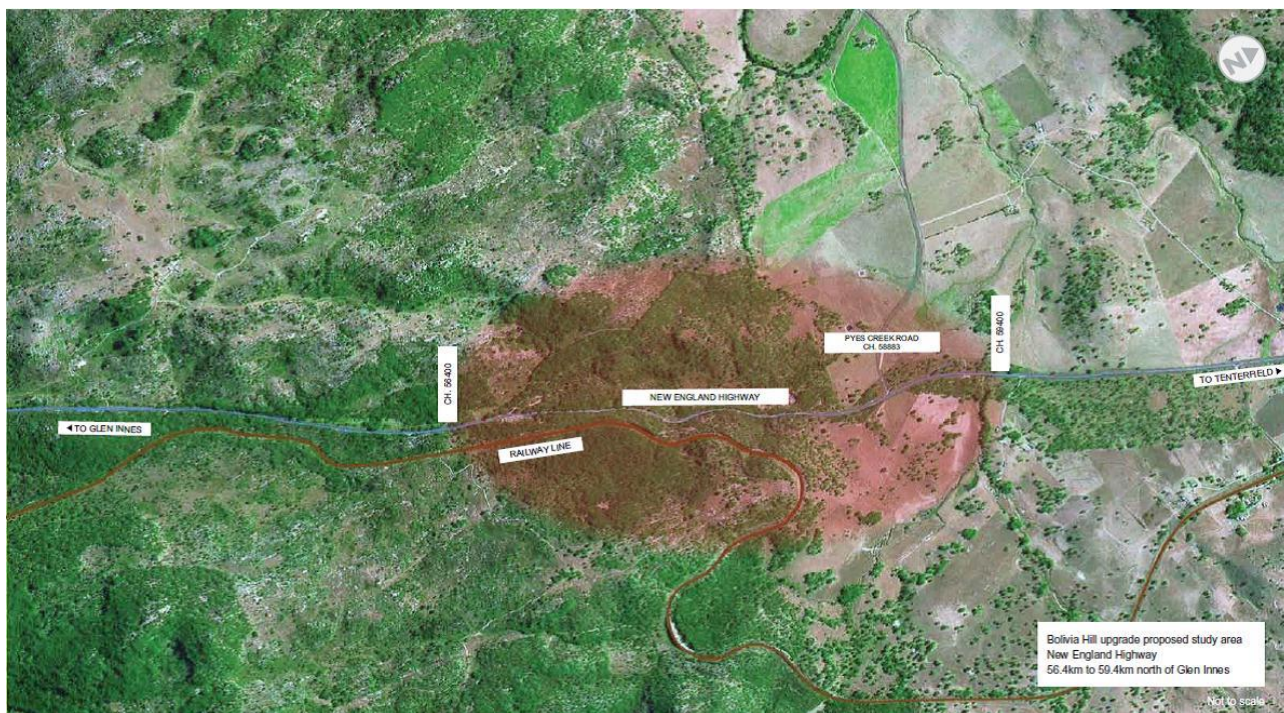 N
CH. 59400
PYES CREEK ROAD
CH. 58883
CH. 56400
NEW ENGLAND HIGHWAY
TO TENTERFIELD
TO GLEN INNES
RAILWAY LINE
Bolivia Hill upgrade proposed study area
New England Highway
56.4km to 59.4km north of Glen Innes
Not to scale